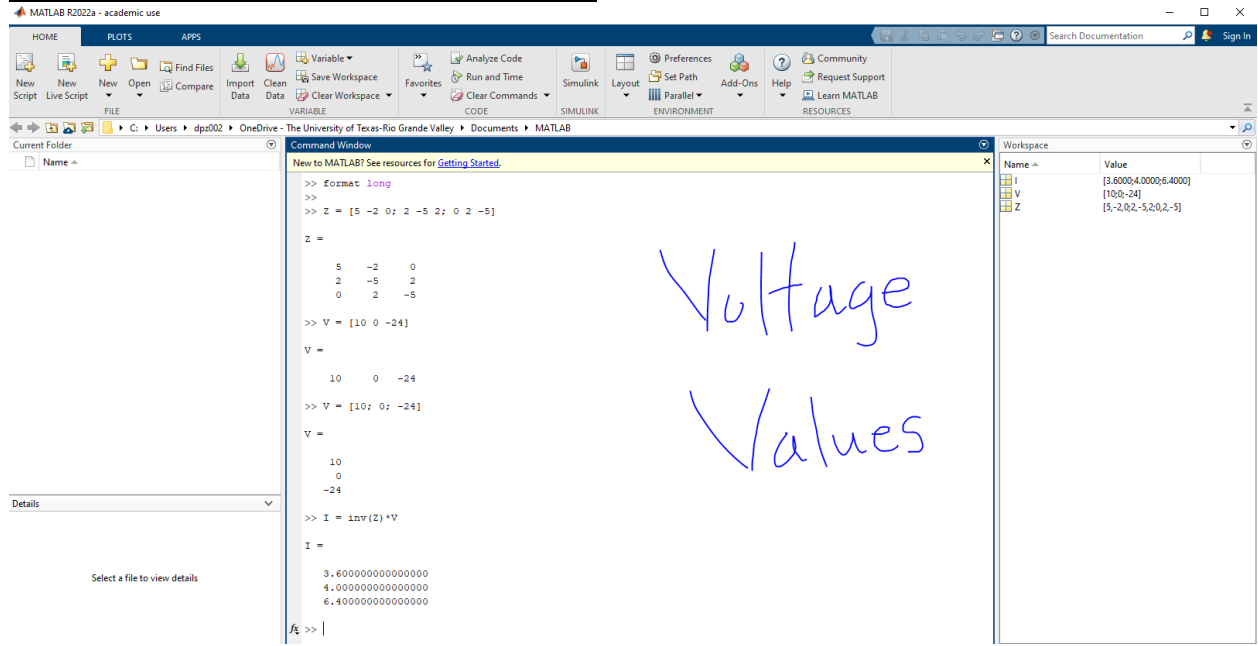 MATLAB R2022a - academic use
HOME PLOTS APPS
Search Documentation Sign In
New Script
New Live Script
New
Open
Find Files
Compare
Import Data
Clean Data
Variable
Save Workspace
Clear Workspace
Favorites
Analyze Code
Run and Time
Clear Commands
Simulink
Layout
Preferences
Set Path
Parallel
Add-Ons
Help
Community
Request Support
Learn MATLAB
FILE VARIABLE CODE SIMULINK ENVIRONMENT RESOURCES
C: Users dpz002 OneDrive - The University of Texas-Rio Grande Valley Documents MATLAB
Current Folder
Name
Details
Select a file to view details
Command Window
New to MATLAB? See resources for Getting Started.
>> format long
>>
>> Z = [5 -2 0; 2 -5 2; 0 2 -5]
Z =
5 -2 0
2 -5 2
0 2 -5
>> V = [10 0 -24]
V =
10 0 -24
>> V = [10; 0; -24]
V =
10
0
-24
>> I = inv(Z)*V
I =
3.600000000000000
4.000000000000000
6.400000000000000
fx >>
Voltage
Values
Workspace
Name Value
I [3.6000;4.0000;6.4000]
V [10;0;-24]
Z [5,-2,0;2,-5,2;0,2,-5]